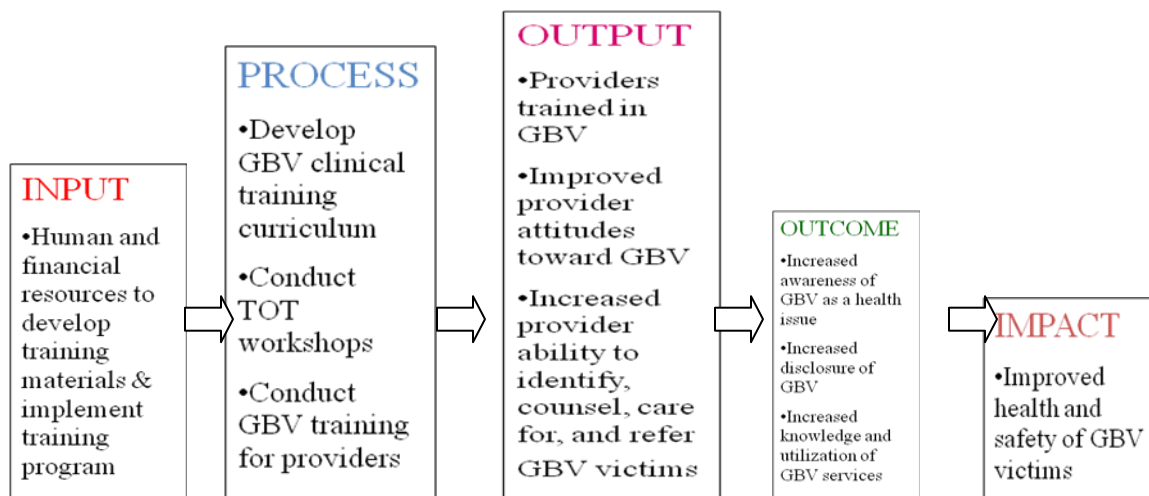 INPUT
•Human and
financial
resources to
develop
training
materials &
implement
training
program
PROCESS
•Develop
GBV clinical
training
curriculum
•Conduct
TOT
workshops
•Conduct
GBV training
for providers
OUTPUT
•Providers
trained in
GBV
•Improved
provider
attitudes
toward GBV
•Increased
provider
ability to
identify,
counsel, care
for, and refer
GBV victims
OUTCOME
•Increased
awareness of
GBV as a health
issue
•Increased
disclosure of
GBV
•Increased
knowledge and
utilization of
GBV services
IMPACT
•Improved
health and
safety of GBV
victims